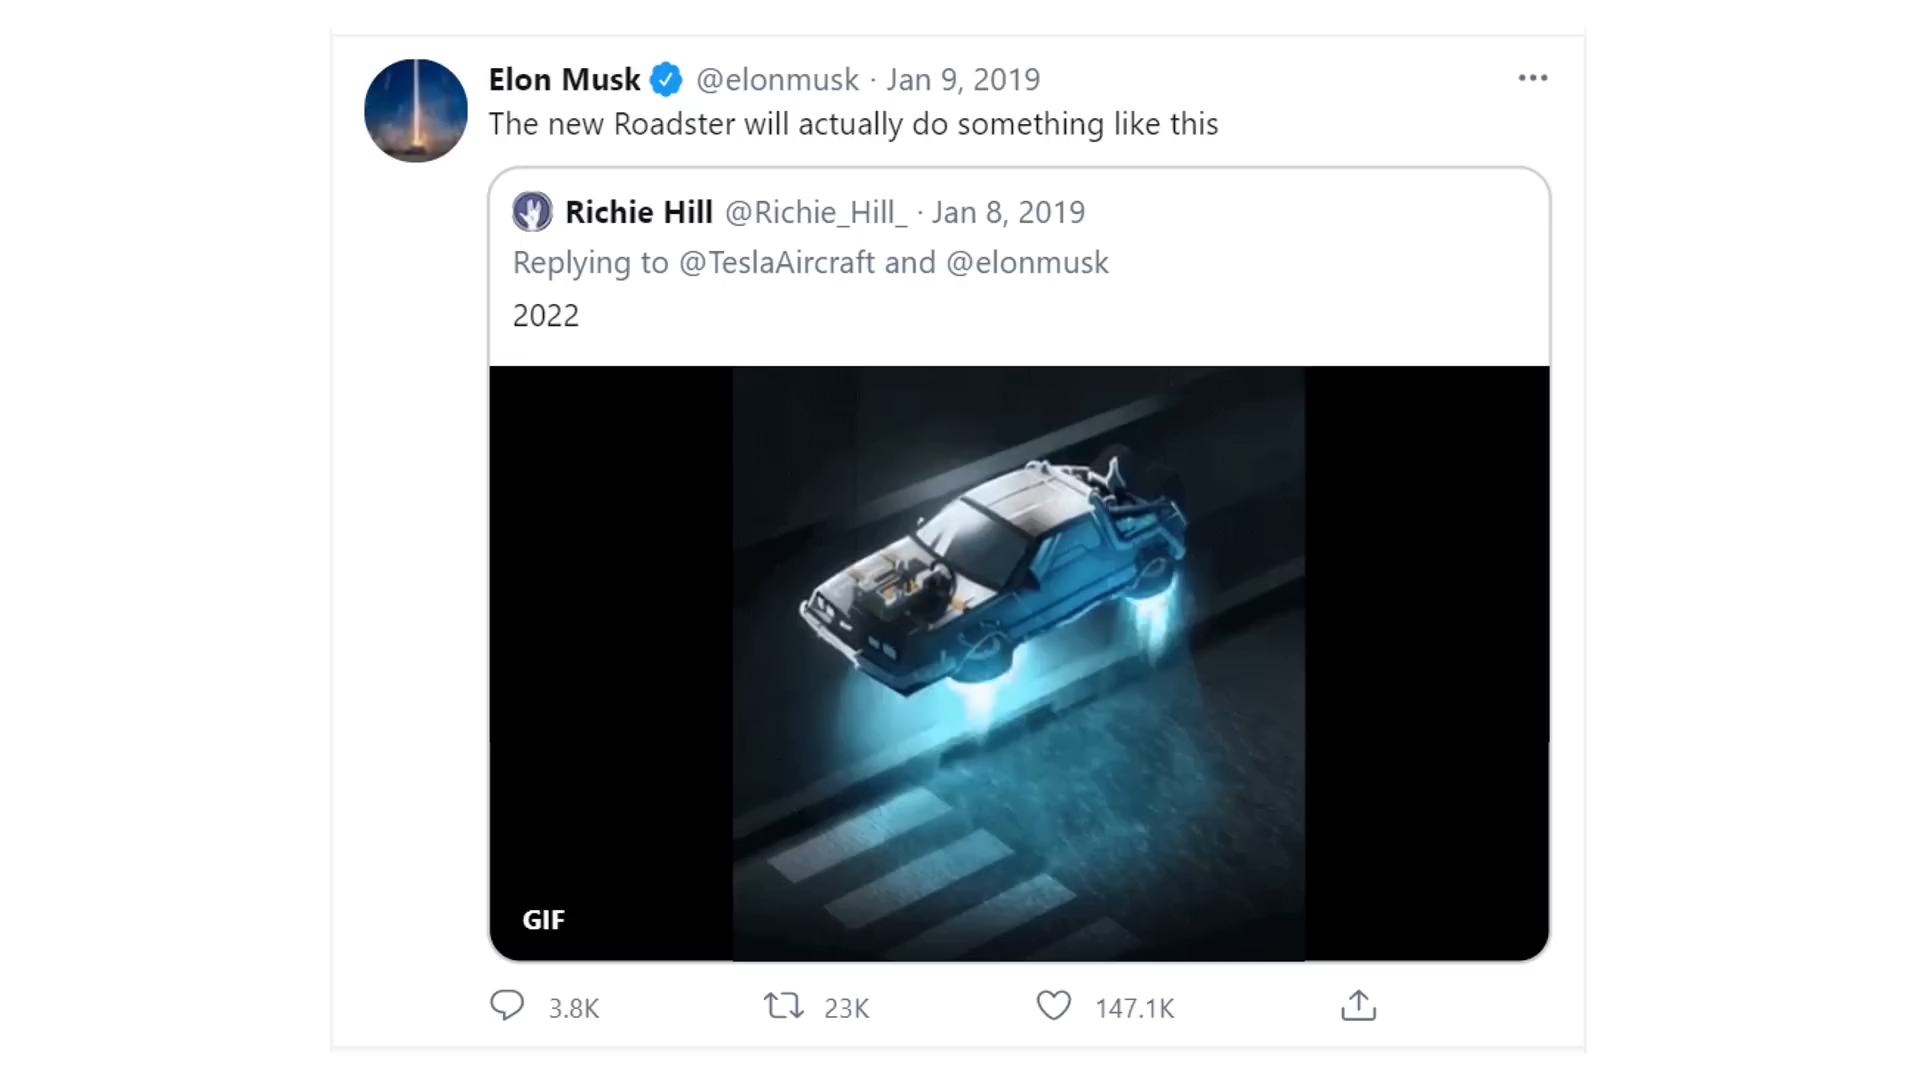 Elon Musk @elonmusk · Jan 9, 2019
The new Roadster will actually do something like this
Richie Hill @Richie_Hill_ · Jan 8, 2019
Replying to @TeslaAircraft and @elonmusk
2022
GIF
3.8K 23K 147.1K